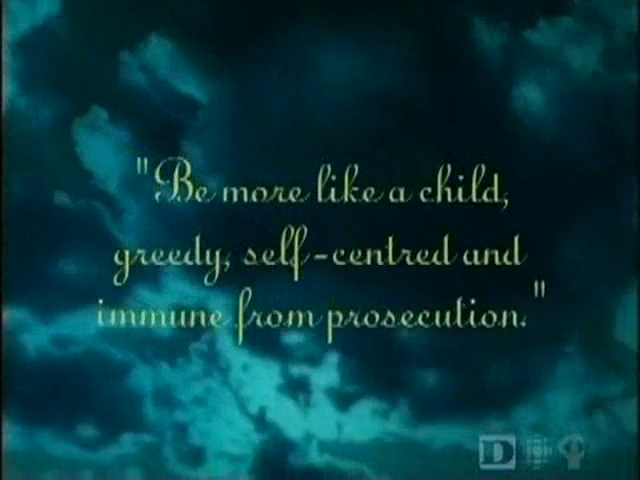 "Be more like a child,
greedy, self-centred and
immune from prosecution."
D